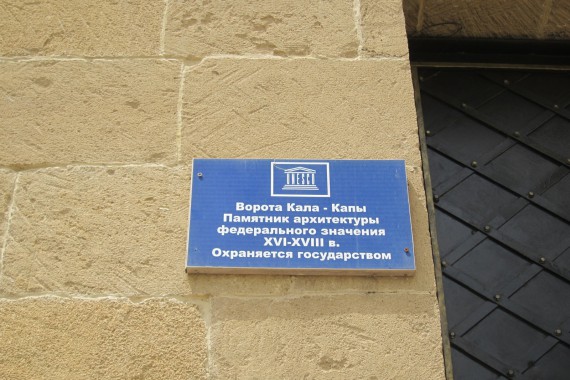 UNESCO
Ворота Кала - Капы
Памятник архитектуры
федерального значения
XVI-XVIII в.
Охраняется государством